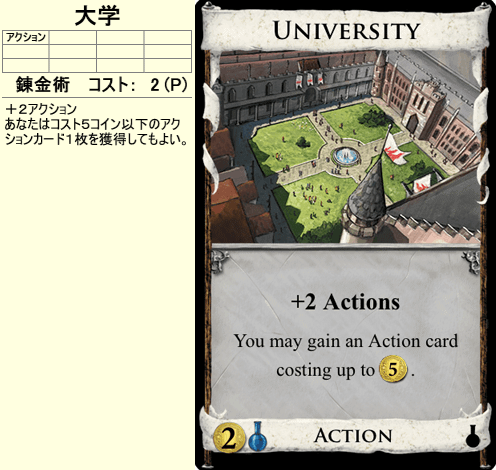 大学
アクション
錬金術 コスト： 2 (P)
＋２アクション
あなたはコスト５コイン以下のアク
ションカード１枚を獲得してもよい。
UNIVERSITY
+2 Actions
You may gain an Action card
costing up to 5.
2 ACTION